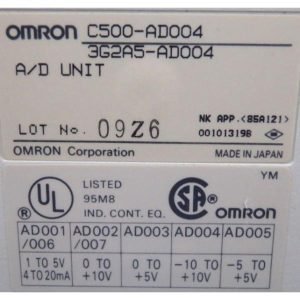 OMRON C500-AD004
3G2A5-AD004
A/D UNIT
NK APP.<85A121>
LOT No. 09Z6 00101319B NK
OMRON Corporation MADE IN JAPAN
YM
UL LISTED
95M8
IND. CONT. EQ.
SA OMRON
AD001 /006 AD002 /007 AD003 AD004 AD005
1 TO 5V 0 TO 0 TO -10 TO -5 TO
4 TO 20mA +10V +5V +10V +5V